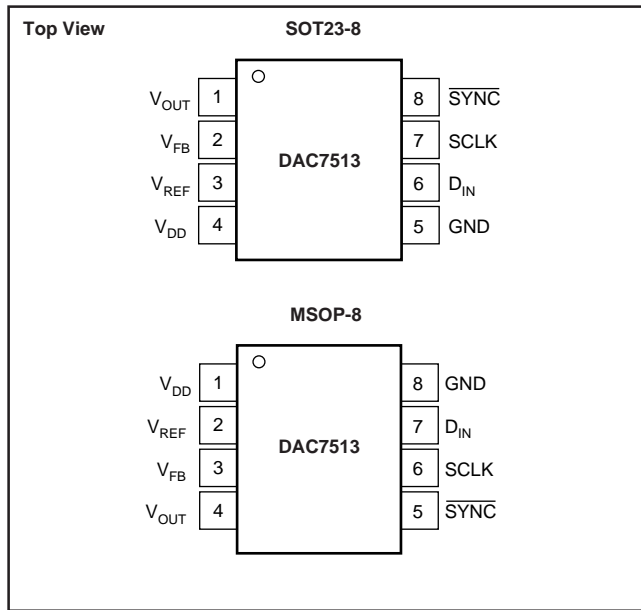 Top View SOT23-8
V_OUT 1 8 S̅Y̅N̅C̅
V_FB 2 7 SCLK
DAC7513
V_REF 3 6 D_IN
V_DD 4 5 GND
MSOP-8
V_DD 1 8 GND
V_REF 2 7 D_IN
DAC7513
V_FB 3 6 SCLK
V_OUT 4 5 S̅Y̅N̅C̅